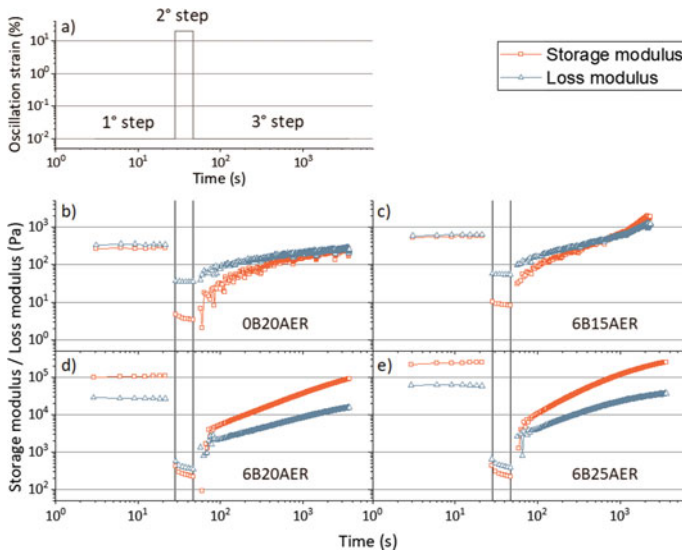 a)
2° step
1° step
3° step
Oscillation strain (%)
10¹
10⁰
10⁻¹
10⁻²
10⁰
10¹
10²
10³
Time (s)
Storage modulus
Loss modulus
Storage modulus / Loss modulus (Pa)
b)
10³
10²
10¹
10⁰
0B20AER
c)
6B15AER
d)
10⁵
10⁴
10³
10²
6B20AER
e)
6B25AER
10⁰
10¹
10²
10³
10¹
10²
10³
Time (s)